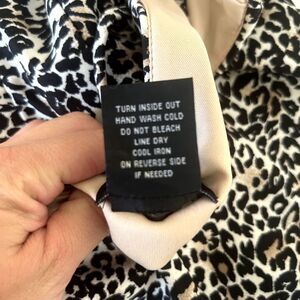 TURN INSIDE OUT
HAND WASH COLD
DO NOT BLEACH
LINE DRY
COOL IRON
ON REVERSE SIDE
IF NEEDED